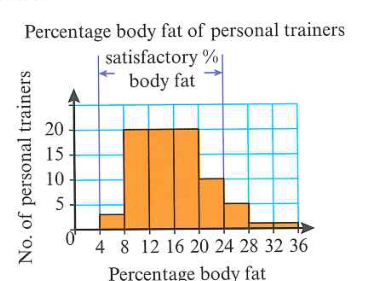 Percentage body fat of personal trainers
satisfactory %
body fat
No. of personal trainers
20
15
10
5
0
4 8 12 16 20 24 28 32 36
Percentage body fat